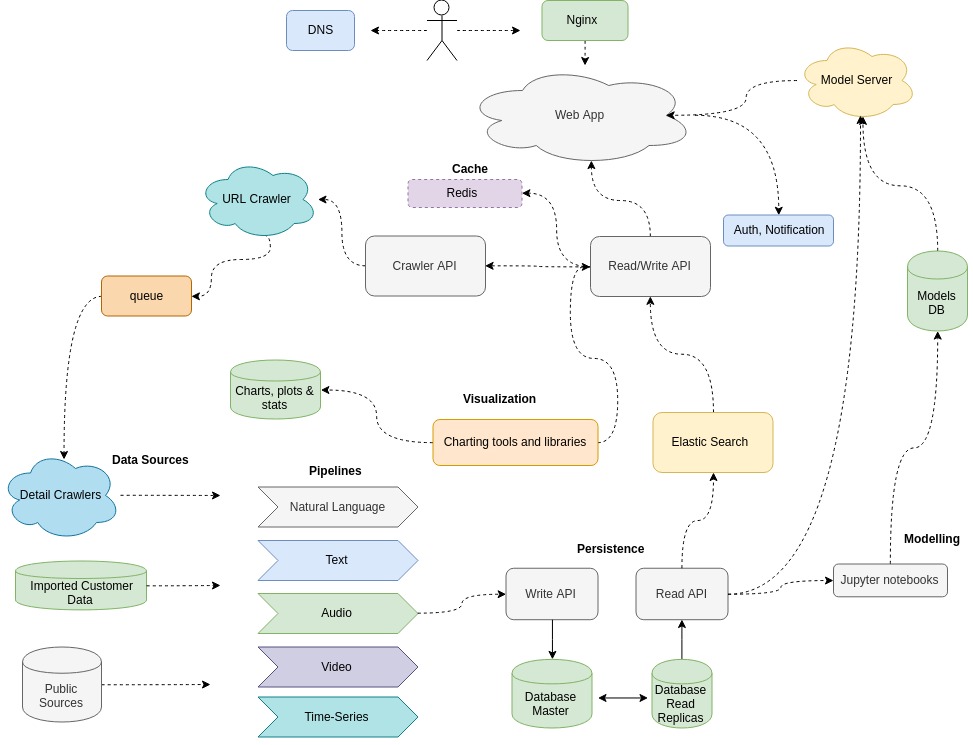 DNS
Nginx
Model Server
Web App
Cache
Redis
URL Crawler
Auth, Notification
Crawler API
Read/Write API
queue
Models
DB
Charts, plots &
stats
Visualization
Charting tools and libraries
Elastic Search
Data Sources
Pipelines
Detail Crawlers
Natural Language
Persistence
Modelling
Text
Imported Customer
Data
Jupyter notebooks
Write API
Read API
Audio
Video
Public
Sources
Database
Master
Database
Read
Replicas
Time-Series